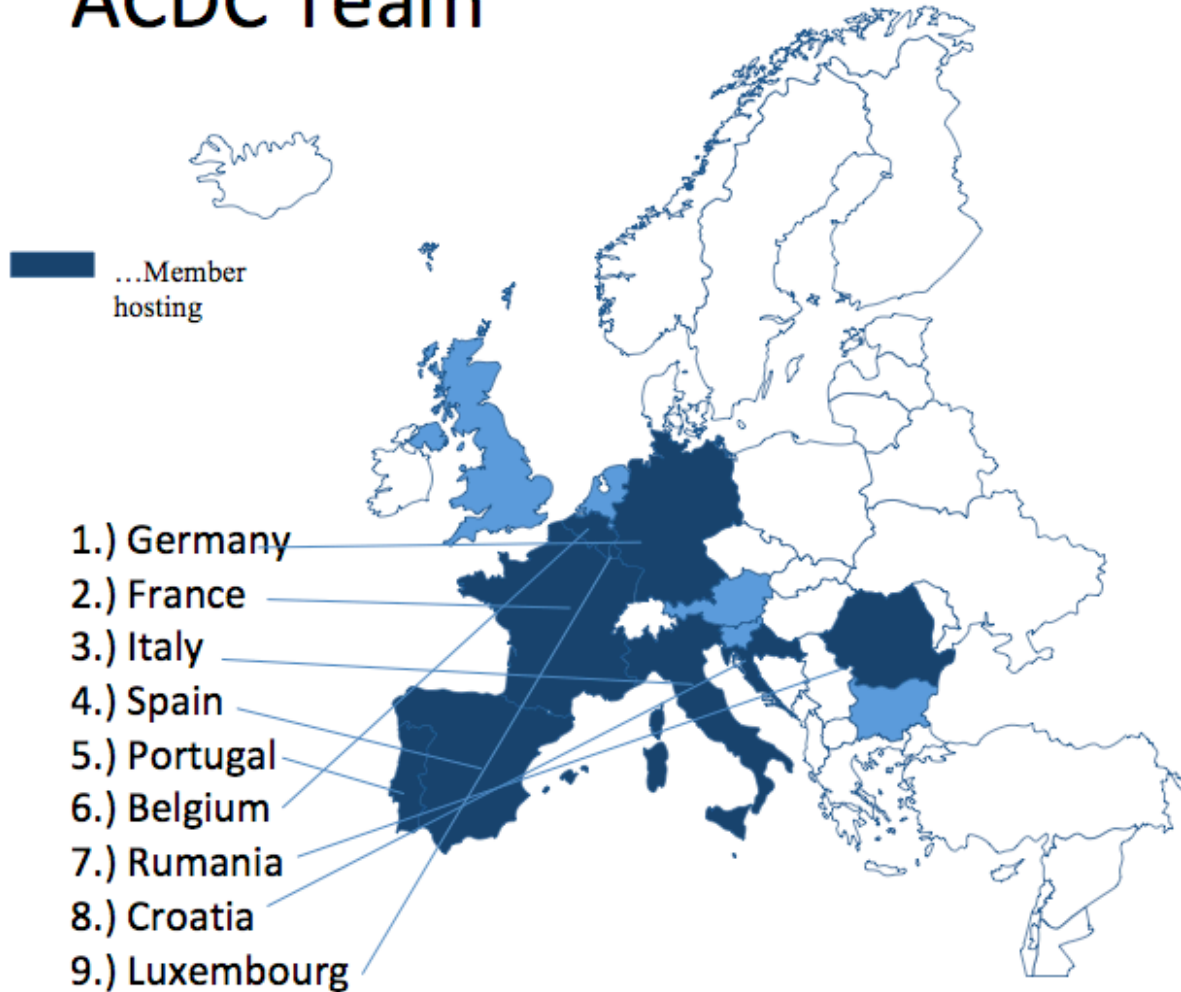 ACDC Team
…Member
hosting
1.) Germany
2.) France
3.) Italy
4.) Spain
5.) Portugal
6.) Belgium
7.) Rumania
8.) Croatia
9.) Luxembourg